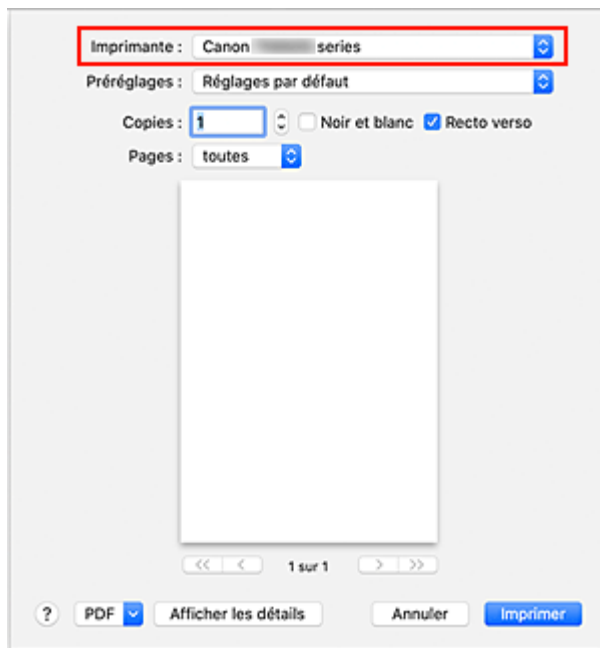 Imprimante : Canon series
Préréglages : Réglages par défaut
Copies : 1 Noir et blanc Recto verso
Pages : toutes
<< < 1 sur 1 > >>
? PDF Afficher les détails Annuler Imprimer